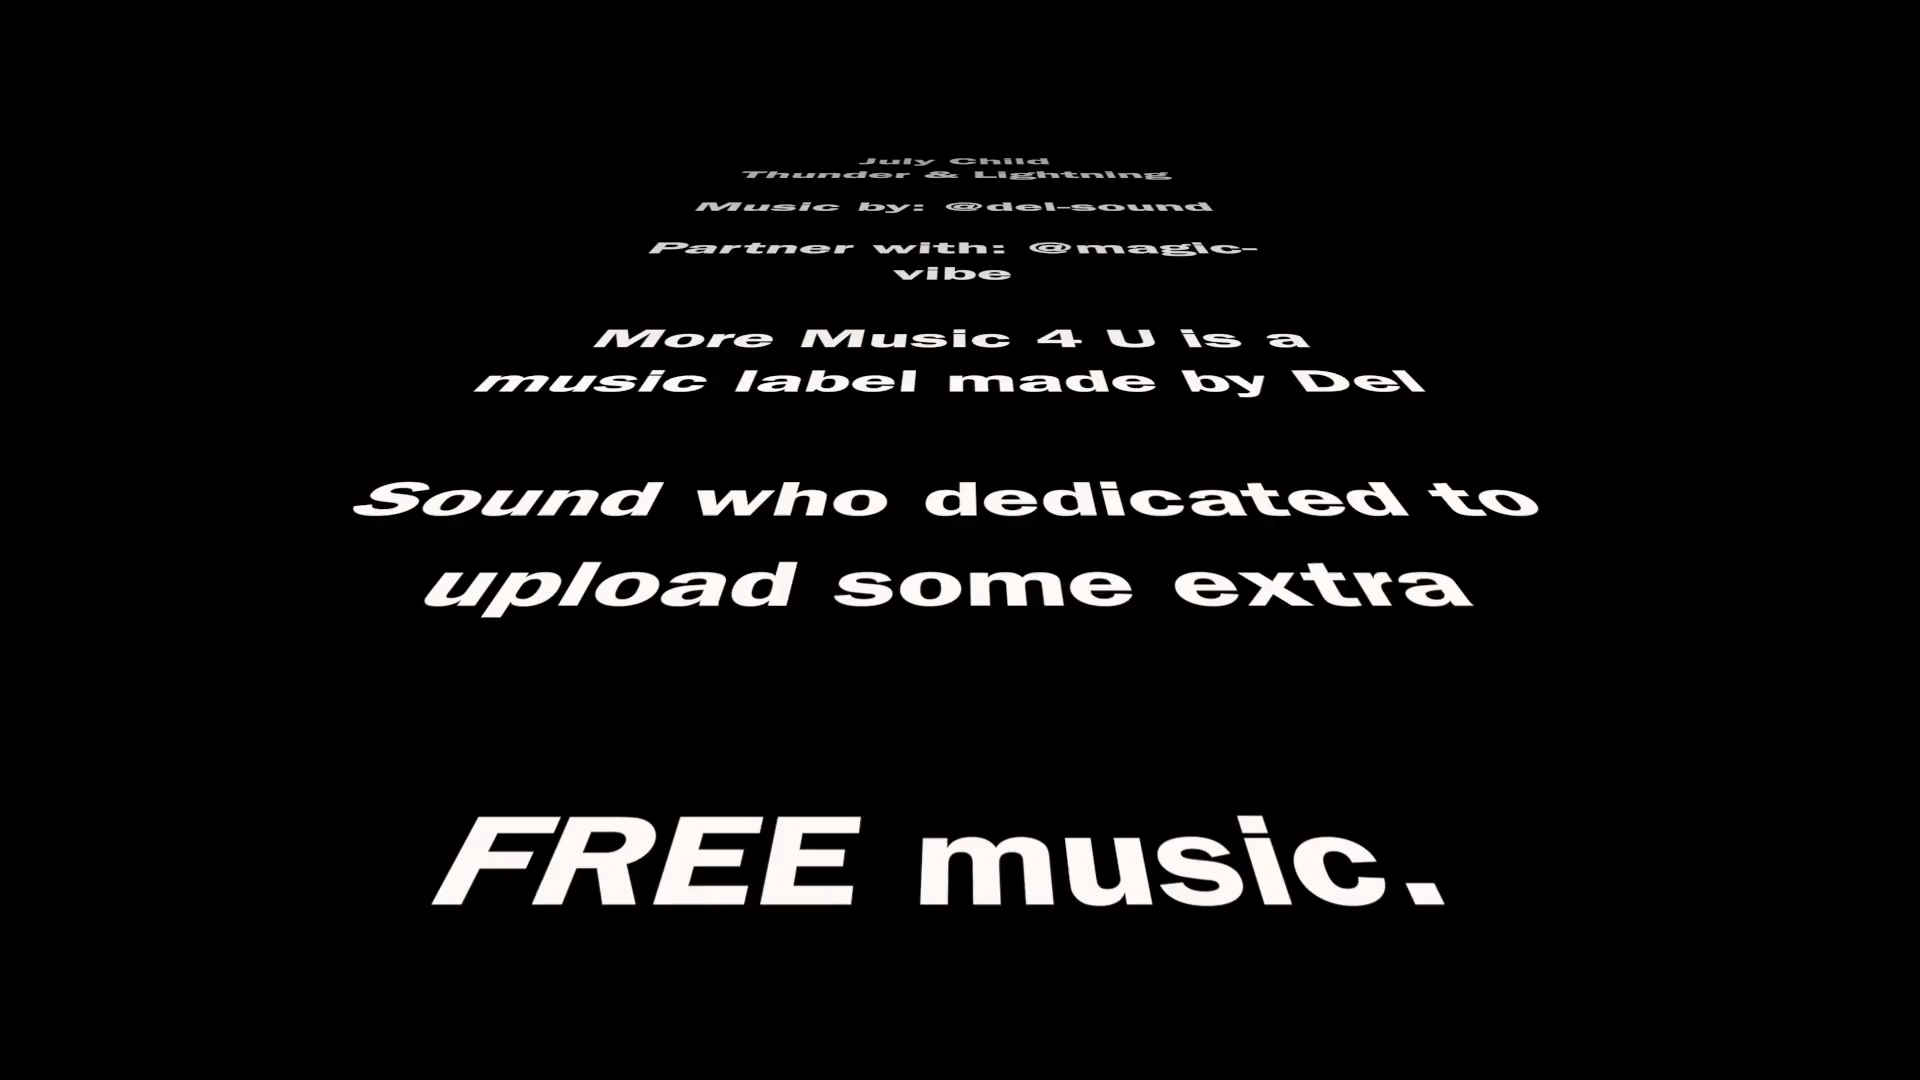 July Child
Thunder & Lightning
Music by: @del-sound
Partner with: @magic-
vibe
More Music 4 U is a
music label made by Del
Sound who dedicated to
upload some extra
FREE music.